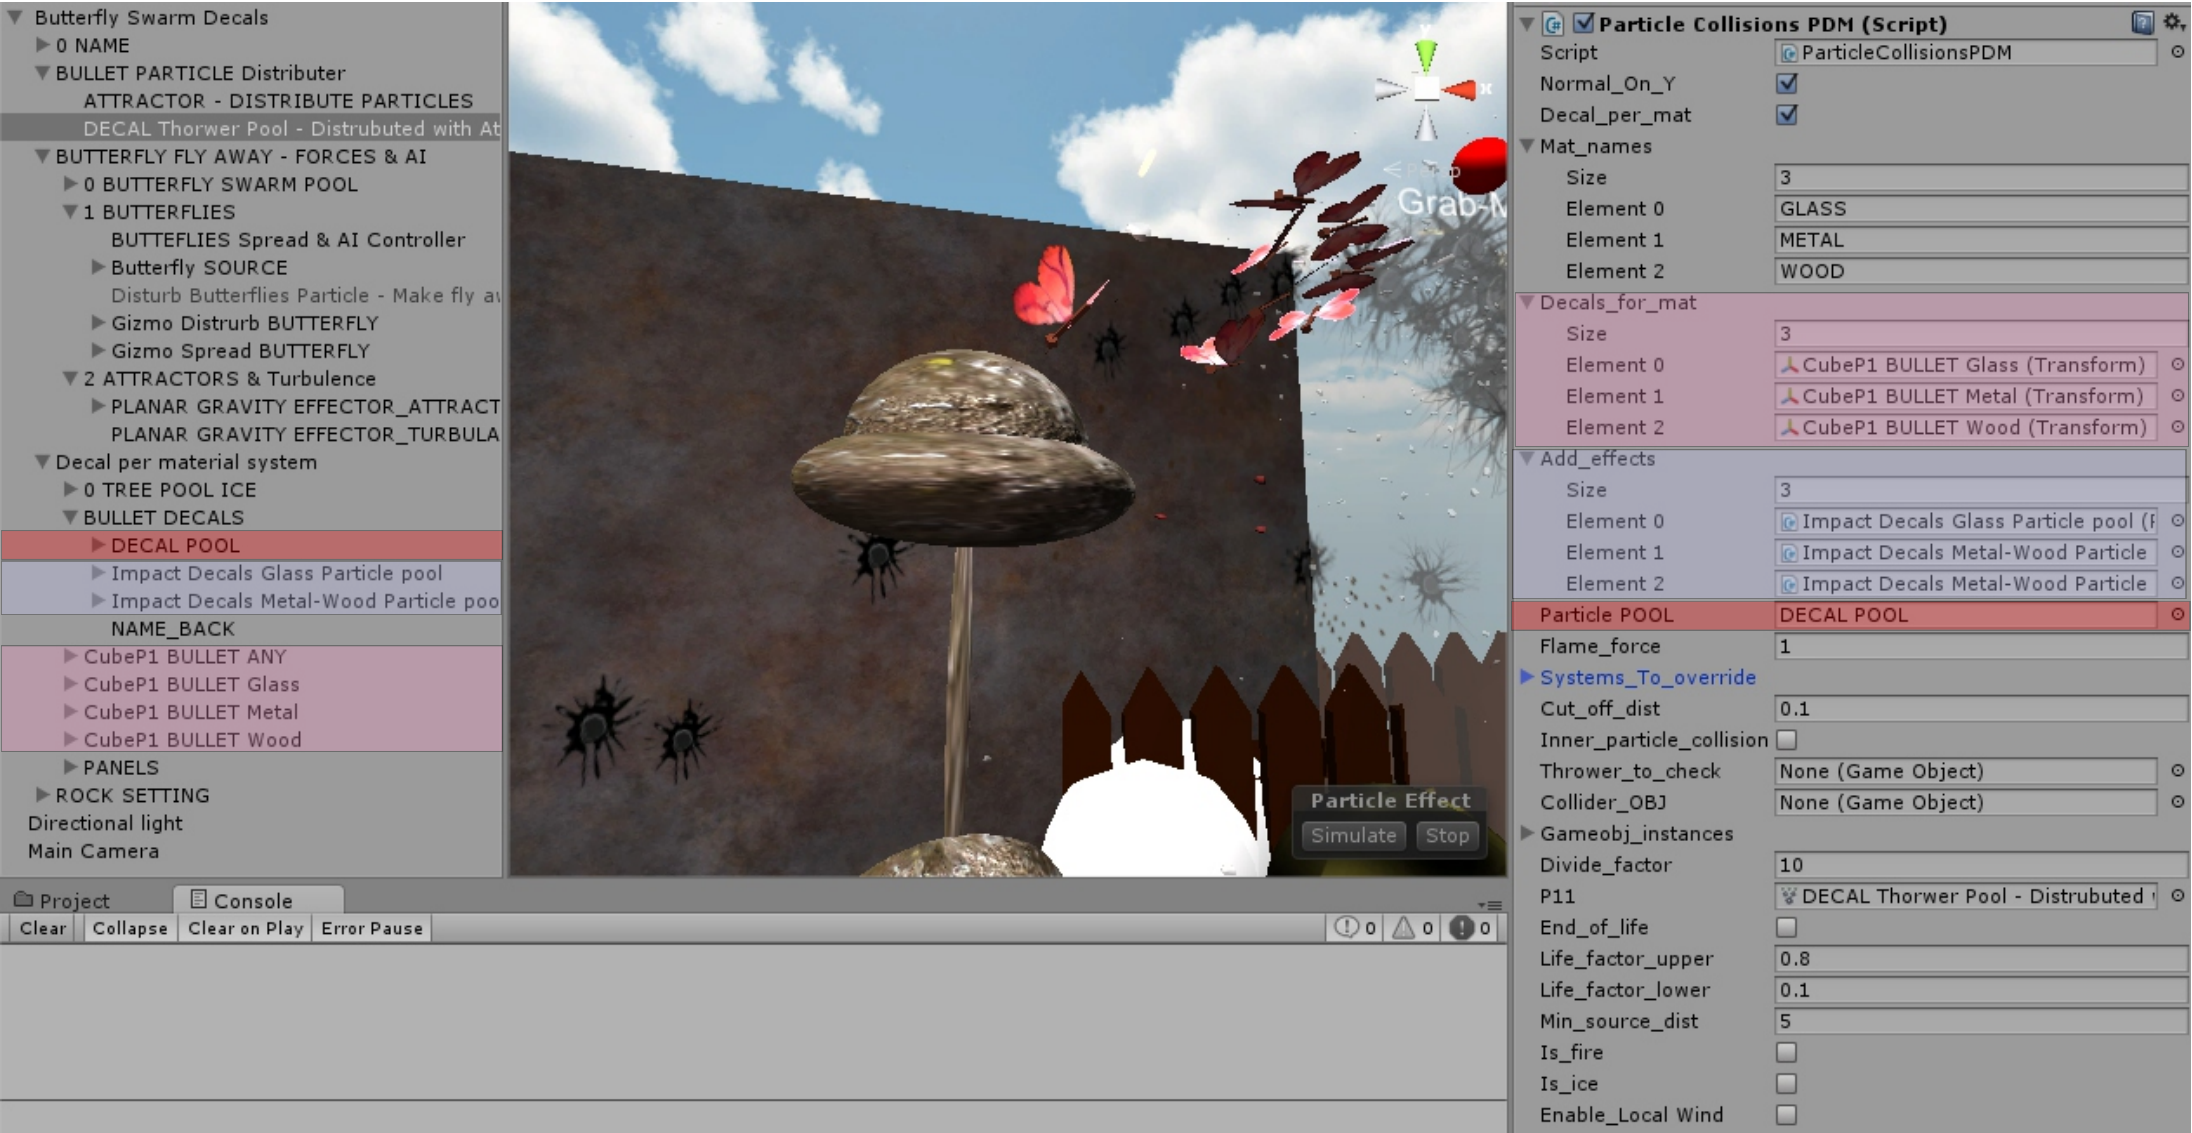 Butterfly Swarm Decals
0 NAME
BULLET PARTICLE Distributer
ATTRACTOR - DISTRIBUTE PARTICLES
DECAL Thorwer Pool - Distrubuted with At
BUTTERFLY FLY AWAY - FORCES & AI
0 BUTTERFLY SWARM POOL
1 BUTTERFLIES
BUTTEFLIES Spread & AI Controller
Butterfly SOURCE
Disturb Butterflies Particle - Make fly a
Gizmo Distrurb BUTTERFLY
Gizmo Spread BUTTERFLY
2 ATTRACTORS & Turbulence
PLANAR GRAVITY EFFECTOR_ATTRACT
PLANAR GRAVITY EFFECTOR_TURBULA
Decal per material system
0 TREE POOL ICE
BULLET DECALS
DECAL POOL
Impact Decals Glass Particle pool
Impact Decals Metal-Wood Particle poo
NAME_BACK
CubeP1 BULLET ANY
CubeP1 BULLET Glass
CubeP1 BULLET Metal
CubeP1 BULLET Wood
PANELS
ROCK SETTING
Directional light
Main Camera
Project Console
Clear Collapse Clear on Play Error Pause 0 0 0
x
Persp
Grab-M
Particle Effect
Simulate Stop
Particle Collisions PDM (Script)
Script ParticleCollisionsPDM
Normal_On_Y
Decal_per_mat
Mat_names
Size 3
Element 0 GLASS
Element 1 METAL
Element 2 WOOD
Decals_for_mat
Size 3
Element 0 CubeP1 BULLET Glass (Transform)
Element 1 CubeP1 BULLET Metal (Transform)
Element 2 CubeP1 BULLET Wood (Transform)
Add_effects
Size 3
Element 0 Impact Decals Glass Particle pool (
Element 1 Impact Decals Metal-Wood Particle
Element 2 Impact Decals Metal-Wood Particle
Particle POOL DECAL POOL
Flame_force 1
Systems_To_override
Cut_off_dist 0.1
Inner_particle_collision
Thrower_to_check None (Game Object)
Collider_OBJ None (Game Object)
Gameobj_instances
Divide_factor 10
P11 DECAL Thorwer Pool - Distrubuted
End_of_life
Life_factor_upper 0.8
Life_factor_lower 0.1
Min_source_dist 5
Is_fire
Is_ice
Enable_Local Wind